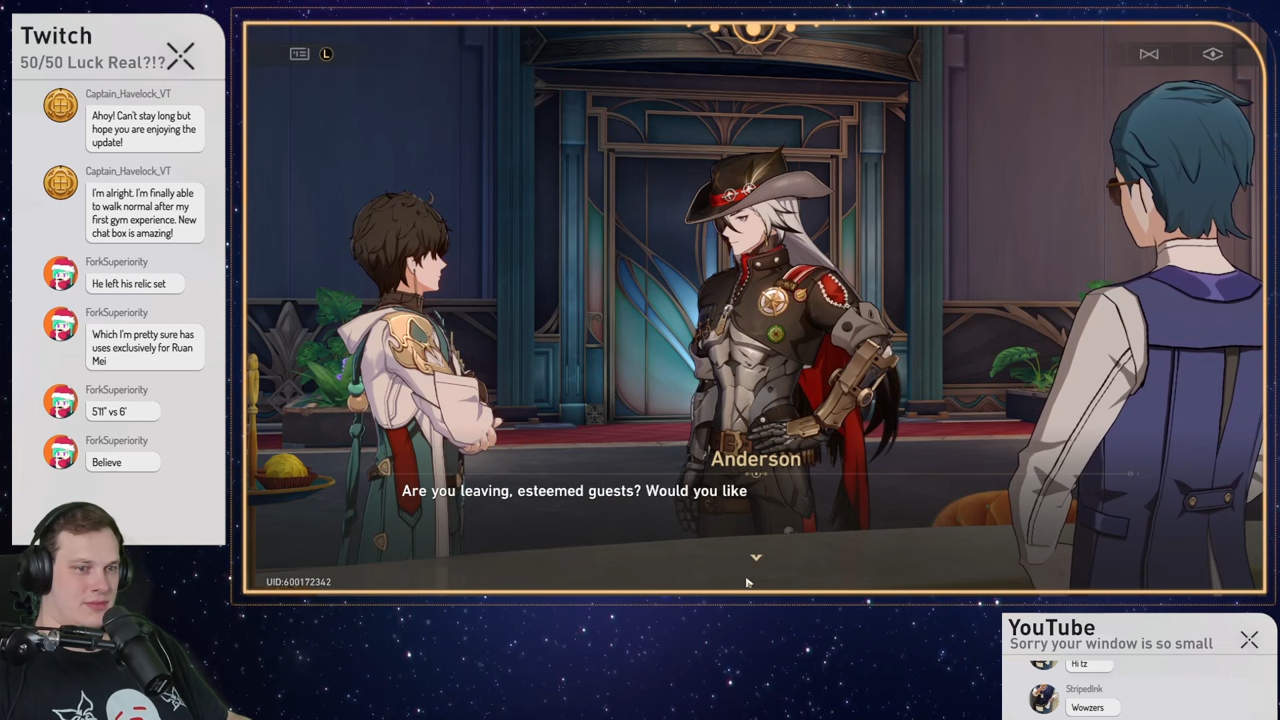 Twitch
50/50 Luck Real?!?
Captain_Havelock_VT
Ahoy! Can't stay long but
hope you are enjoying the
update!
Captain_Havelock_VT
I'm alright. I'm finally able
to walk normal after my
first gym experience. New
chat box is amazing!
ForkSuperiority
He left his relic set
ForkSuperiority
Which I'm pretty sure has
uses exclusively for Ruan
Mei
ForkSuperiority
5'11" vs 6'
ForkSuperiority
Believe
L
Anderson
Are you leaving, esteemed guests? Would you like
UID:600172342
YouTube
Sorry your window is so small
Hi tz
StripedInk
Wowzers